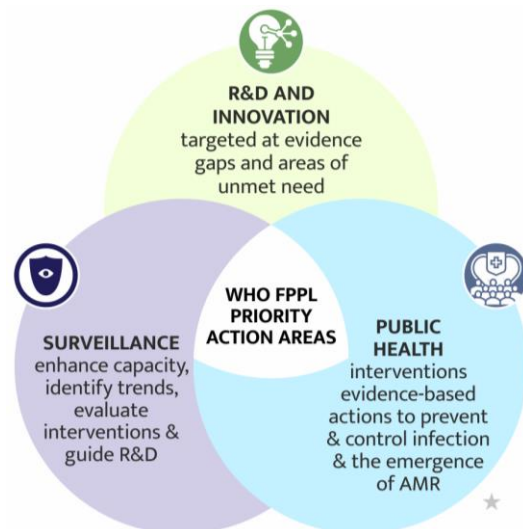 R&D AND
INNOVATION
targeted at evidence
gaps and areas of
unmet need
WHO FPPL
PRIORITY
ACTION AREAS
SURVEILLANCE
enhance capacity,
identify trends,
evaluate
interventions &
guide R&D
PUBLIC
HEALTH
interventions
evidence-based
actions to prevent
& control infection
& the emergence
of AMR